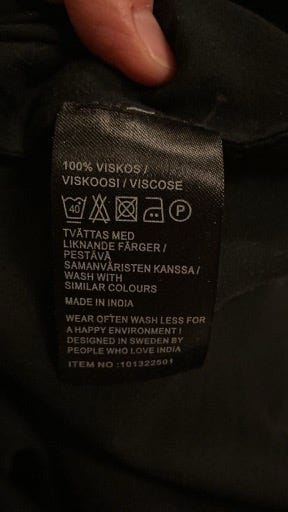 100% VISKOS /
VISKOOSI / VISCOSE
40
P
TVÄTTAS MED
LIKNANDE FÄRGER /
PESTÄVÄ
SAMANVÄRISTEN KANSSA /
WASH WITH
SIMILAR COLOURS
MADE IN INDIA
WEAR OFTEN WASH LESS FOR
A HAPPY ENVIRONMENT !
DESIGNED IN SWEDEN BY
PEOPLE WHO LOVE INDIA
ITEM NO :101322501